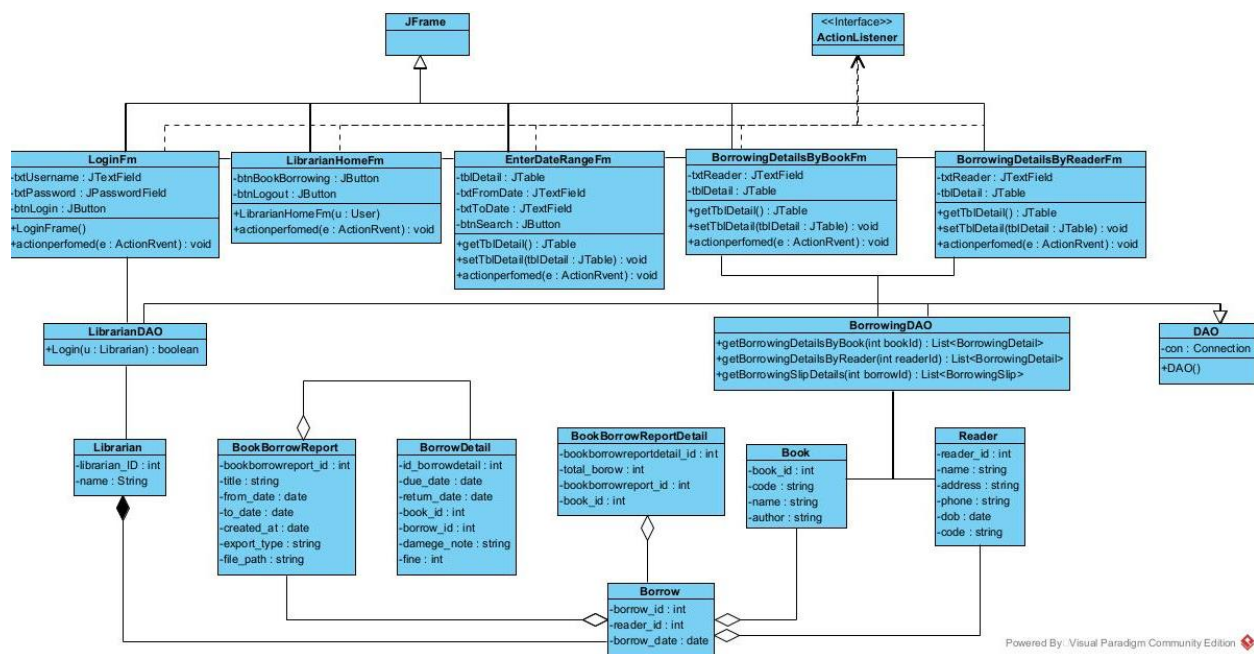 JFrame
<<Interface>>
ActionListener
LoginFm
-txtUsername : JTextField
-txtPassword : JPasswordField
-btnLogin : JButton
+LoginFrame()
+actionperfomed(e : ActionRvent) : void
LibrarianHomeFm
-btnBookBorrowing : JButton
-btnLogout : JButton
+LibrarianHomeFm(u : User)
+actionperfomed(e : ActionRvent) : void
EnterDateRangeFm
-tblDetail : JTable
-txtFromDate : JTextField
-txtToDate : JTextField
-btnSearch : JButton
+getTblDetail() : JTable
+setTblDetail(tblDetail : JTable) : void
+actionperfomed(e : ActionRvent) : void
BorrowingDetailsByBookFm
-txtReader : JTextField
-tblDetail : JTable
+getTblDetail() : JTable
+setTblDetail(tblDetail : JTable) : void
+actionperfomed(e : ActionRvent) : void
BorrowingDetailsByReaderFm
-txtReader : JTextField
-tblDetail : JTable
+getTblDetail() : JTable
+setTblDetail(tblDetail : JTable) : void
+actionperfomed(e : ActionRvent) : void
LibrarianDAO
+Login(u : Librarian) : boolean
BorrowingDAO
+getBorrowingDetailsByBook(int bookId) : List<BorrowingDetail>
+getBorrowingDetailsByReader(int readerId) : List<BorrowingDetail>
+getBorrowingSlipDetails(int borrowId) : List<BorrowingSlip>
DAO
-con : Connection
+DAO()
Librarian
-librarian_ID : int
-name : String
BookBorrowReport
-bookborrowreport_id : int
-title : string
-from_date : date
-to_date : date
-created_at : date
-export_type : string
-file_path : string
BorrowDetail
-id_borrowdetail : int
-due_date : date
-return_date : date
-book_id : int
-borrow_id : int
-damege_note : string
-fine : int
BookBorrowReportDetail
-bookborrowreportdetail_id : int
-total_borow : int
-bookborrowreport_id : int
-book_id : int
Book
-book_id : int
-code : string
-name : string
-author : string
Reader
-reader_id : int
-name : string
-address : string
-phone : string
-dob : date
-code : string
Borrow
-borrow_id : int
-reader_id : int
-borrow_date : date
Powered By: Visual Paradigm Community Edition